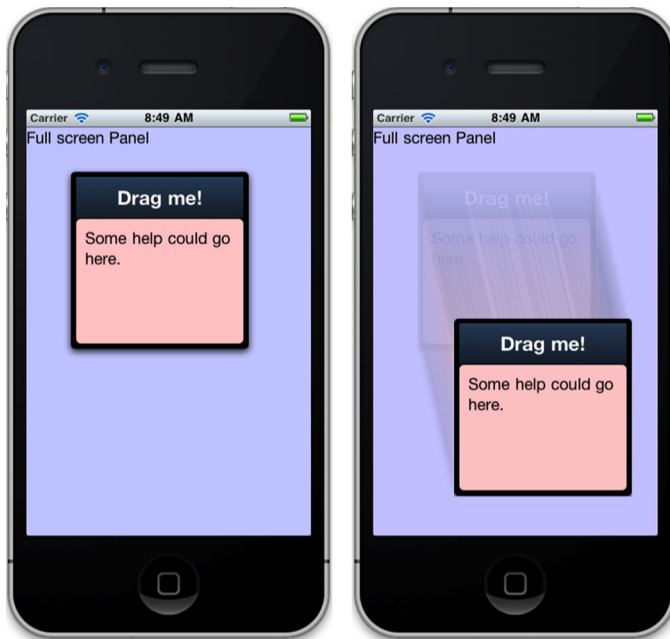 Carrier 8:49 AM
Full screen Panel
Drag me!
Some help could go
here.
Carrier 8:49 AM
Full screen Panel
Drag me!
Some help could go
here.
Drag me!
Some help could go
here.